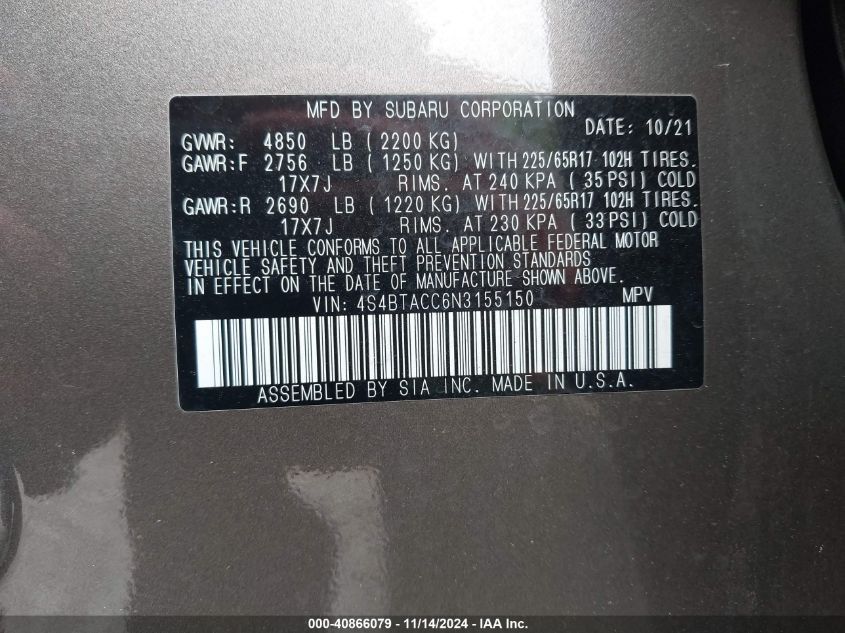 MFD BY SUBARU CORPORATION
DATE: 10/21
GVWR: 4850 LB ( 2200 KG)
GAWR:F 2756 LB ( 1250 KG) WITH 225/65R17 102H TIRES.
17X7J RIMS. AT 240 KPA ( 35 PSI) COLD
GAWR:R 2690 LB ( 1220 KG) WITH 225/65R17 102H TIRES.
17X7J RIMS. AT 230 KPA ( 33 PSI) COLD
THIS VEHICLE CONFORMS TO ALL APPLICABLE FEDERAL MOTOR
VEHICLE SAFETY AND THEFT PREVENTION STANDARDS
IN EFFECT ON THE DATE OF MANUFACTURE SHOWN ABOVE.
VIN: 4S4BTACC6N3155150 MPV
ASSEMBLED BY SIA INC. MADE IN U.S.A.
000-40866079 - 11/14/2024 - IAA Inc.